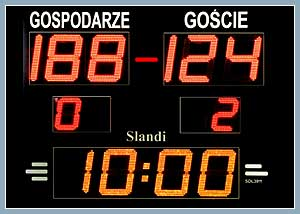 GOSPODARZE GOŚCIE
188 - 124
0 2
Slandi
10:00